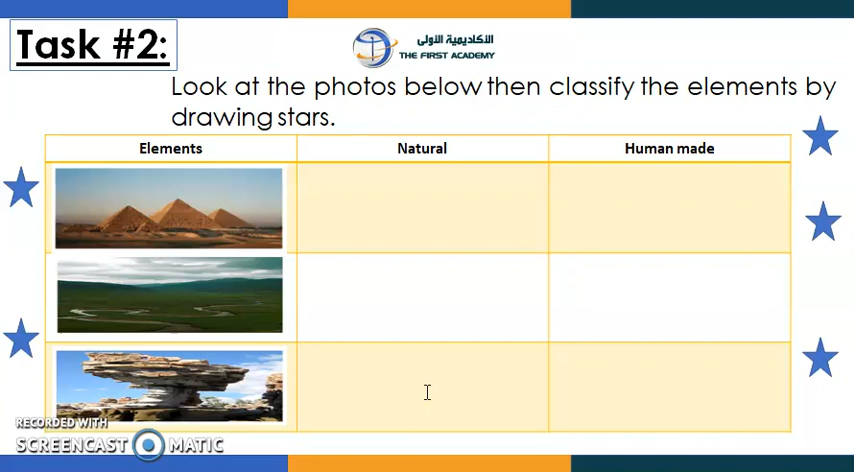 Task #2:
الأكاديمية الأولى
THE FIRST ACADEMY
Look at the photos below then classify the elements by
drawing stars.
Elements Natural Human made
RECORDED WITH
SCREENCAST MATIC